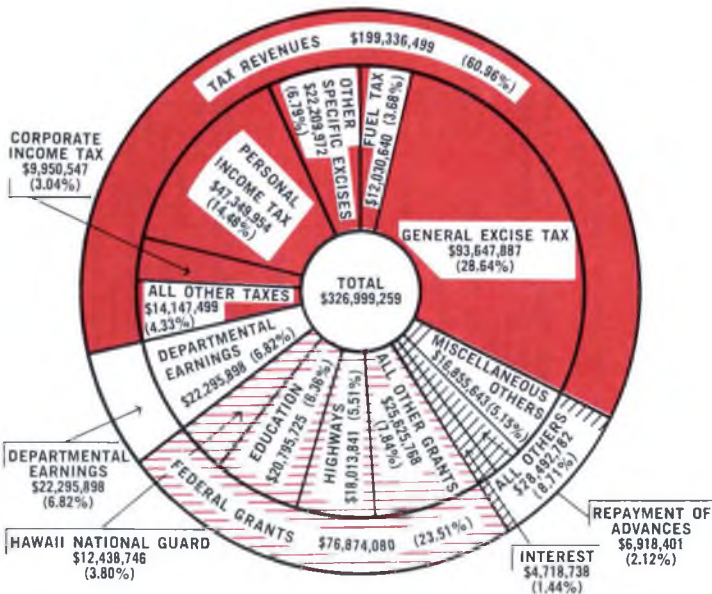 TAX REVENUES $199,336,499 (60.96%)
OTHER
SPECIFIC EXCISES
$22,209,972
(6.79%)
FUEL TAX
$12,030,640 (3.68%)
CORPORATE
INCOME TAX
$9,950,547
(3.04%)
PERSONAL
INCOME TAX
$47,349,954
(14.48%)
GENERAL EXCISE TAX
$93,647,887
(28.64%)
TOTAL
$326,999,259
ALL OTHER TAXES
$14,147,499
(4.33%)
DEPARTMENTAL
EARNINGS (6.82%)
$22,295,898
MISCELLANEOUS
OTHERS
$16,855,643 (5.15%)
EDUCATION
$20,795,725 (6.36%)
HIGHWAYS
$18,013,841 (5.51%)
ALL OTHER GRANTS
$25,625,768
(7.84%)
ALL OTHERS
$28,492,782
(8.71%)
DEPARTMENTAL
EARNINGS
$22,295,898
(6.82%)
FEDERAL GRANTS $76,874,080 (23.51%)
REPAYMENT OF
ADVANCES
$6,918,401
(2.12%)
HAWAII NATIONAL GUARD
$12,438,746
(3.80%)
INTEREST
$4,718,738
(1.44%)